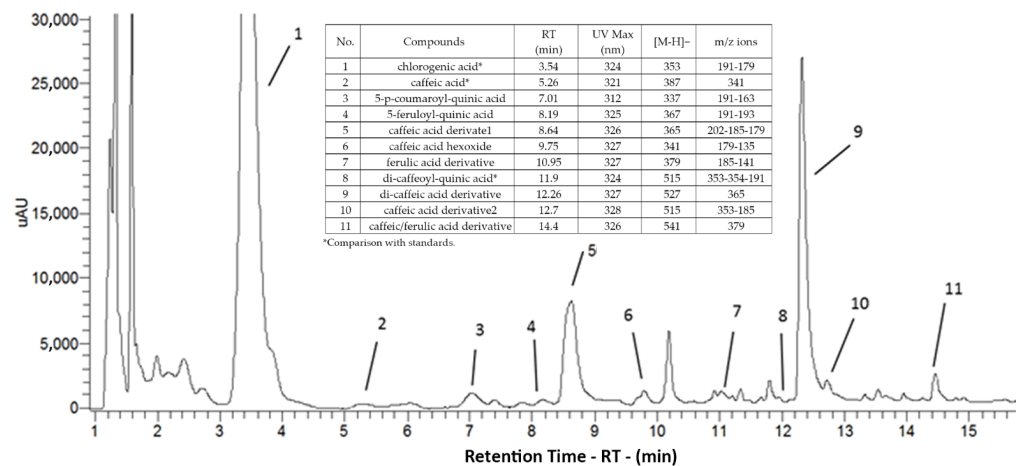 30,000
25,000
20,000
15,000
10,000
5,000
0
uAU
1
No. Compounds RT (min) UV Max (nm) [M-H]− m/z ions
1 chlorogenic acid* 3.54 324 353 191-179
2 caffeic acid* 5.26 321 387 341
3 5-p-coumaroyl-quinic acid 7.01 312 337 191-163
4 5-feruloyl-quinic acid 8.19 325 367 191-193
5 caffeic acid derivate1 8.64 326 365 202-185-179
6 caffeic acid hexoxide 9.75 327 341 179-135
7 ferulic acid derivative 10.95 327 379 185-141
8 di-caffeoyl-quinic acid* 11.9 324 515 353-354-191
9 di-caffeic acid derivative 12.26 327 527 365
10 caffeic acid derivative2 12.7 328 515 353-185
11 caffeic/ferulic acid derivative 14.4 326 541 379
*Comparison with standards.
2 3 4 5 6 7 8 9 10 11
1 2 3 4 5 6 7 8 9 10 11 12 13 14 15
Retention Time - RT - (min)